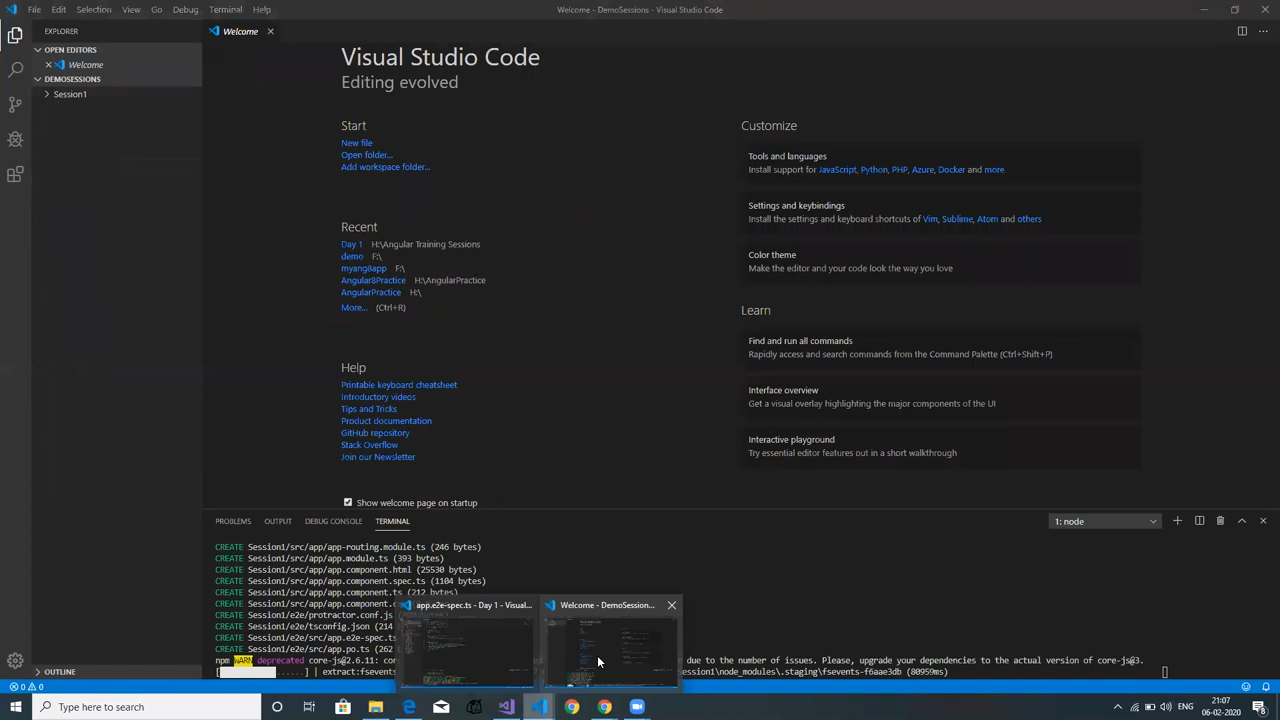 File Edit Selection View Go Debug Terminal Help
Welcome - DemoSessions - Visual Studio Code
EXPLORER
OPEN EDITORS
Welcome
DEMOSESSIONS
Session1
OUTLINE
Welcome
Visual Studio Code
Editing evolved
Start
New file
Open folder...
Add workspace folder...
Recent
Day 1 H:\Angular Training Sessions
demo F:\
myang8app F:\
Angular8Practice H:\AngularPractice
AngularPractice H:\
More... (Ctrl+R)
Help
Printable keyboard cheatsheet
Introductory videos
Tips and Tricks
Product documentation
GitHub repository
Stack Overflow
Join our Newsletter
Show welcome page on startup
Customize
Tools and languages
Install support for JavaScript, Python, PHP, Azure, Docker and more
Settings and keybindings
Install the settings and keyboard shortcuts of Vim, Sublime, Atom and others
Color theme
Make the editor and your code look the way you love
Learn
Find and run all commands
Rapidly access and search commands from the Command Palette (Ctrl+Shift+P)
Interface overview
Get a visual overlay highlighting the major components of the UI
Interactive playground
Try essential editor features out in a short walkthrough
PROBLEMS OUTPUT DEBUG CONSOLE TERMINAL
1: node
CREATE Session1/src/app/app-routing.module.ts (246 bytes)
CREATE Session1/src/app/app.module.ts (393 bytes)
CREATE Session1/src/app/app.component.html (25530 bytes)
CREATE Session1/src/app/app.component.spec.ts (1104 bytes)
CREATE Session1/src/app/app.component.ts (212 bytes)
CREATE Session1/src/app/app.component.c
CREATE Session1/e2e/protractor.conf.js
CREATE Session1/e2e/tsconfig.json (214
CREATE Session1/e2e/src/app.e2e-spec.ts
CREATE Session1/e2e/src/app.po.ts (262
npm WARN deprecated core-js@2.6.11: cor due to the number of issues. Please, upgrade your dependencies to the actual version of core-js@
[ ......] | extract:fsevents ession1\node_modules\.staging\fsevents-f6aae3db (80959ms)
app.e2e-spec.ts - Day 1 - Visual...
Welcome - DemoSession...
0 0
Type here to search
21:07
06-02-2020